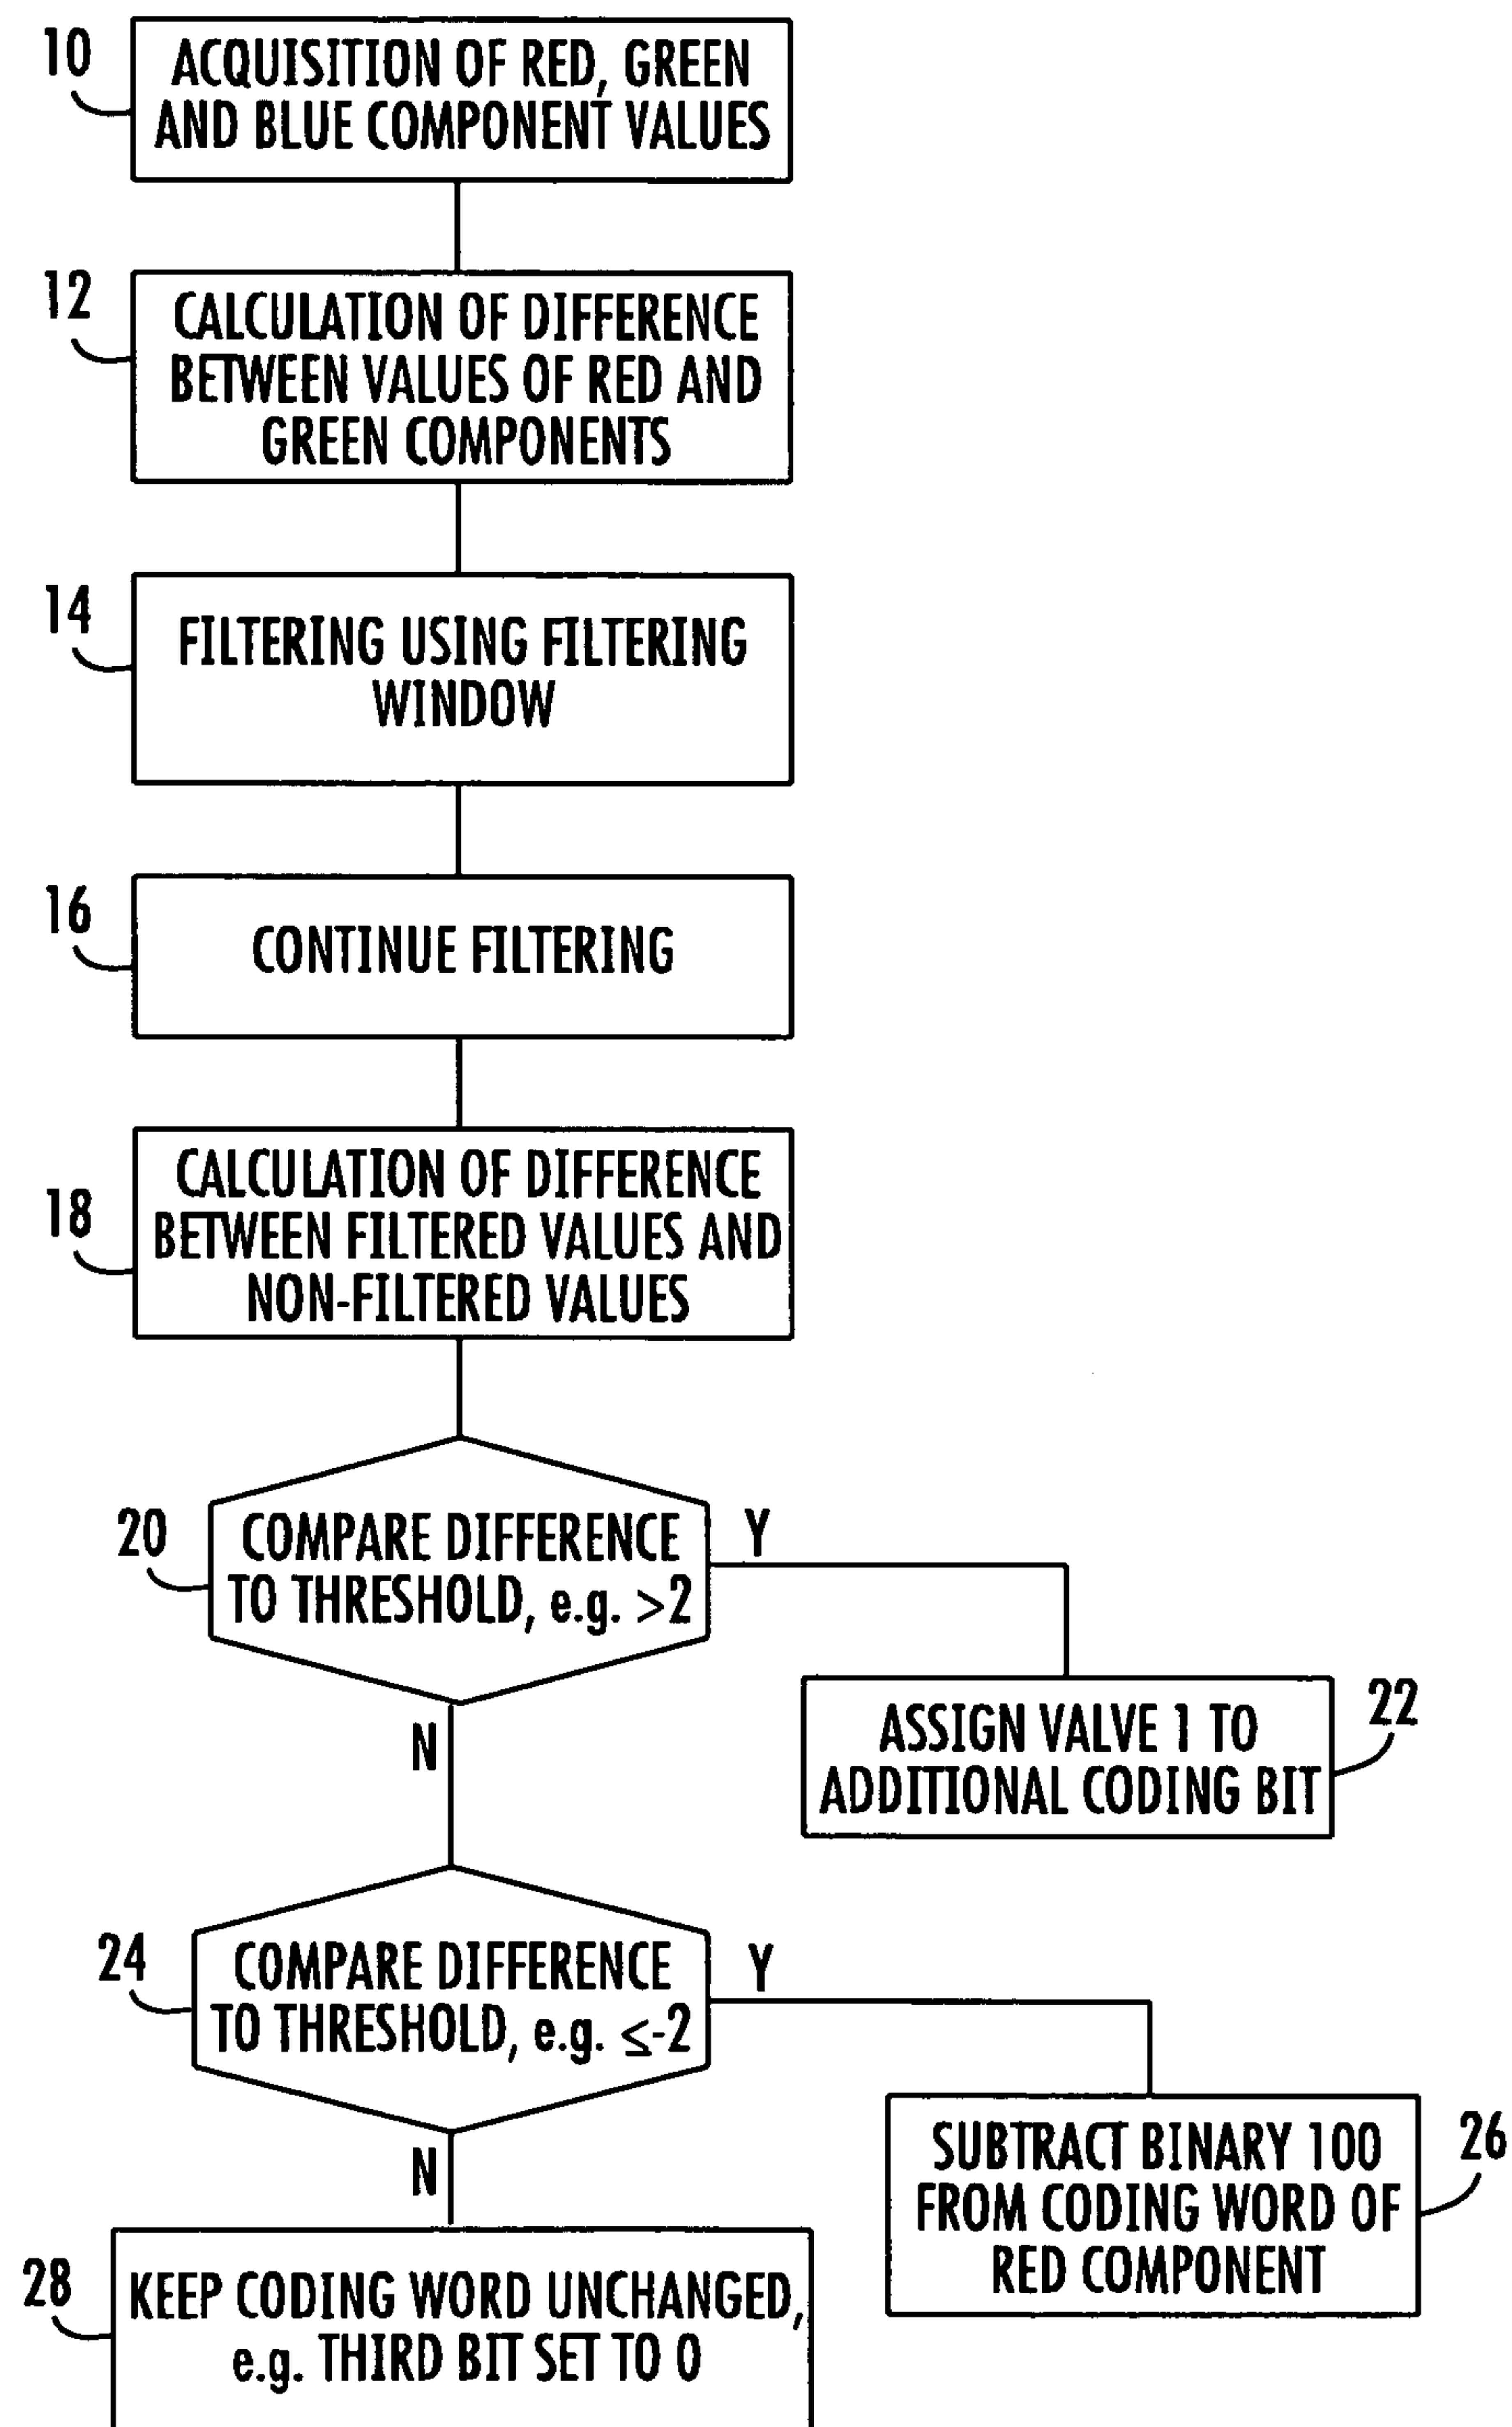 10
ACQUISITION OF RED, GREEN
AND BLUE COMPONENT VALUES
12
CALCULATION OF DIFFERENCE
BETWEEN VALUES OF RED AND
GREEN COMPONENTS
14
FILTERING USING FILTERING
WINDOW
16
CONTINUE FILTERING
18
CALCULATION OF DIFFERENCE
BETWEEN FILTERED VALUES AND
NON-FILTERED VALUES
20
COMPARE DIFFERENCE
TO THRESHOLD, e.g. >2
Y
N
22
ASSIGN VALVE 1 TO
ADDITIONAL CODING BIT
24
COMPARE DIFFERENCE
TO THRESHOLD, e.g. ≤-2
Y
N
26
SUBTRACT BINARY 100
FROM CODING WORD OF
RED COMPONENT
28
KEEP CODING WORD UNCHANGED,
e.g. THIRD BIT SET TO 0